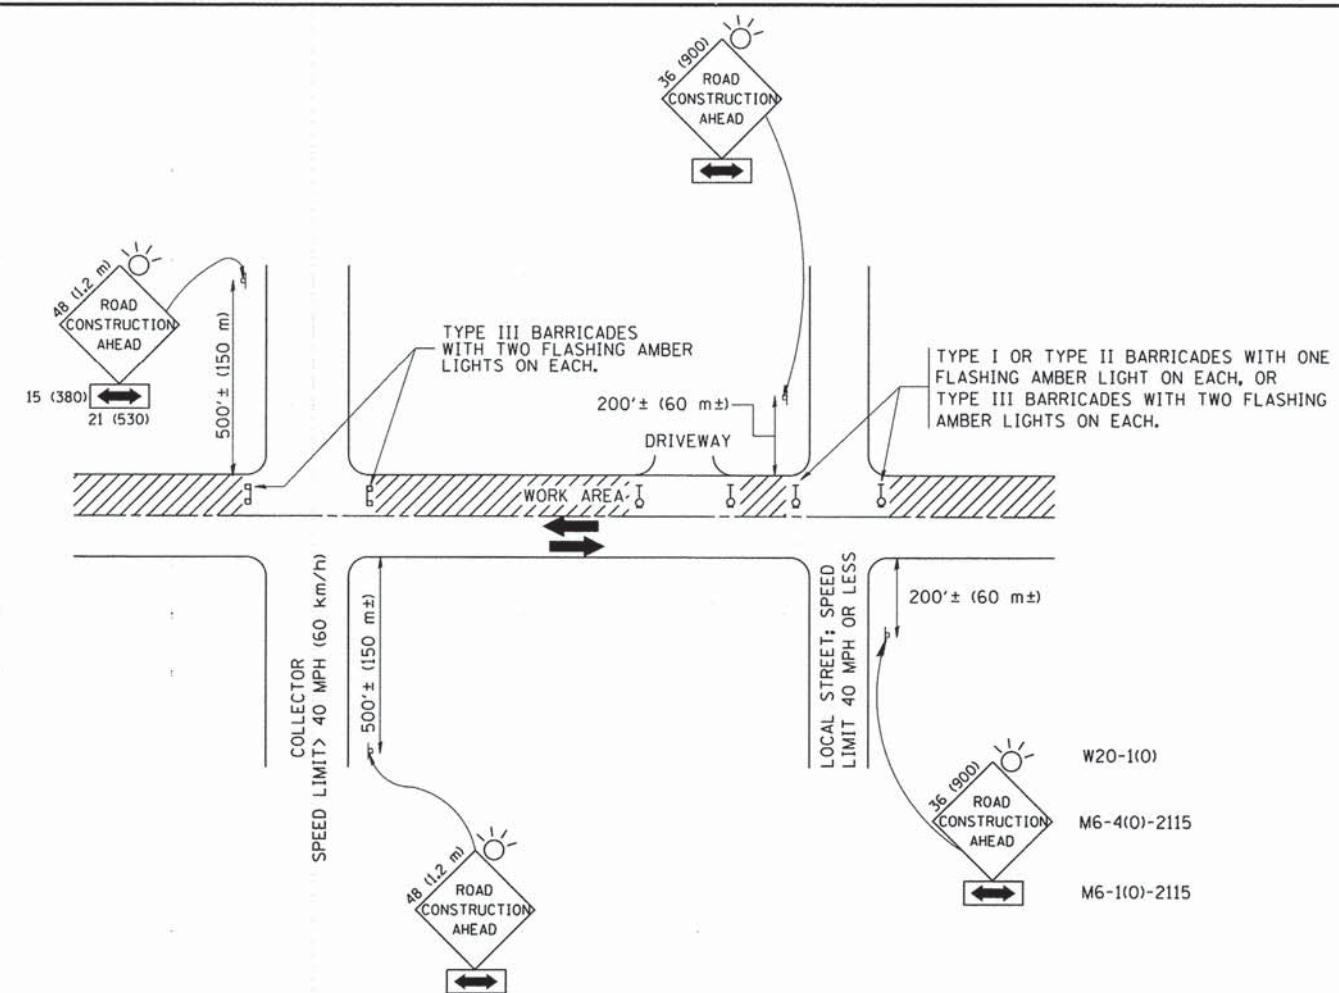 36 (900)
ROAD
CONSTRUCTION
AHEAD
48 (1.2 m)
ROAD
CONSTRUCTION
AHEAD
15 (380)
21 (530)
500'± (150 m)
TYPE III BARRICADES
WITH TWO FLASHING AMBER
LIGHTS ON EACH.
200'± (60 m±)
DRIVEWAY
TYPE I OR TYPE II BARRICADES WITH ONE
FLASHING AMBER LIGHT ON EACH, OR
TYPE III BARRICADES WITH TWO FLASHING
AMBER LIGHTS ON EACH.
WORK AREA
COLLECTOR
SPEED LIMIT> 40 MPH (60 km/h)
500'± (150 m±)
LOCAL STREET: SPEED
LIMIT 40 MPH OR LESS
200'± (60 m±)
48 (1.2 m)
ROAD
CONSTRUCTION
AHEAD
36 (900)
ROAD
CONSTRUCTION
AHEAD
W20-1(O)
M6-4(O)-2115
M6-1(O)-2115